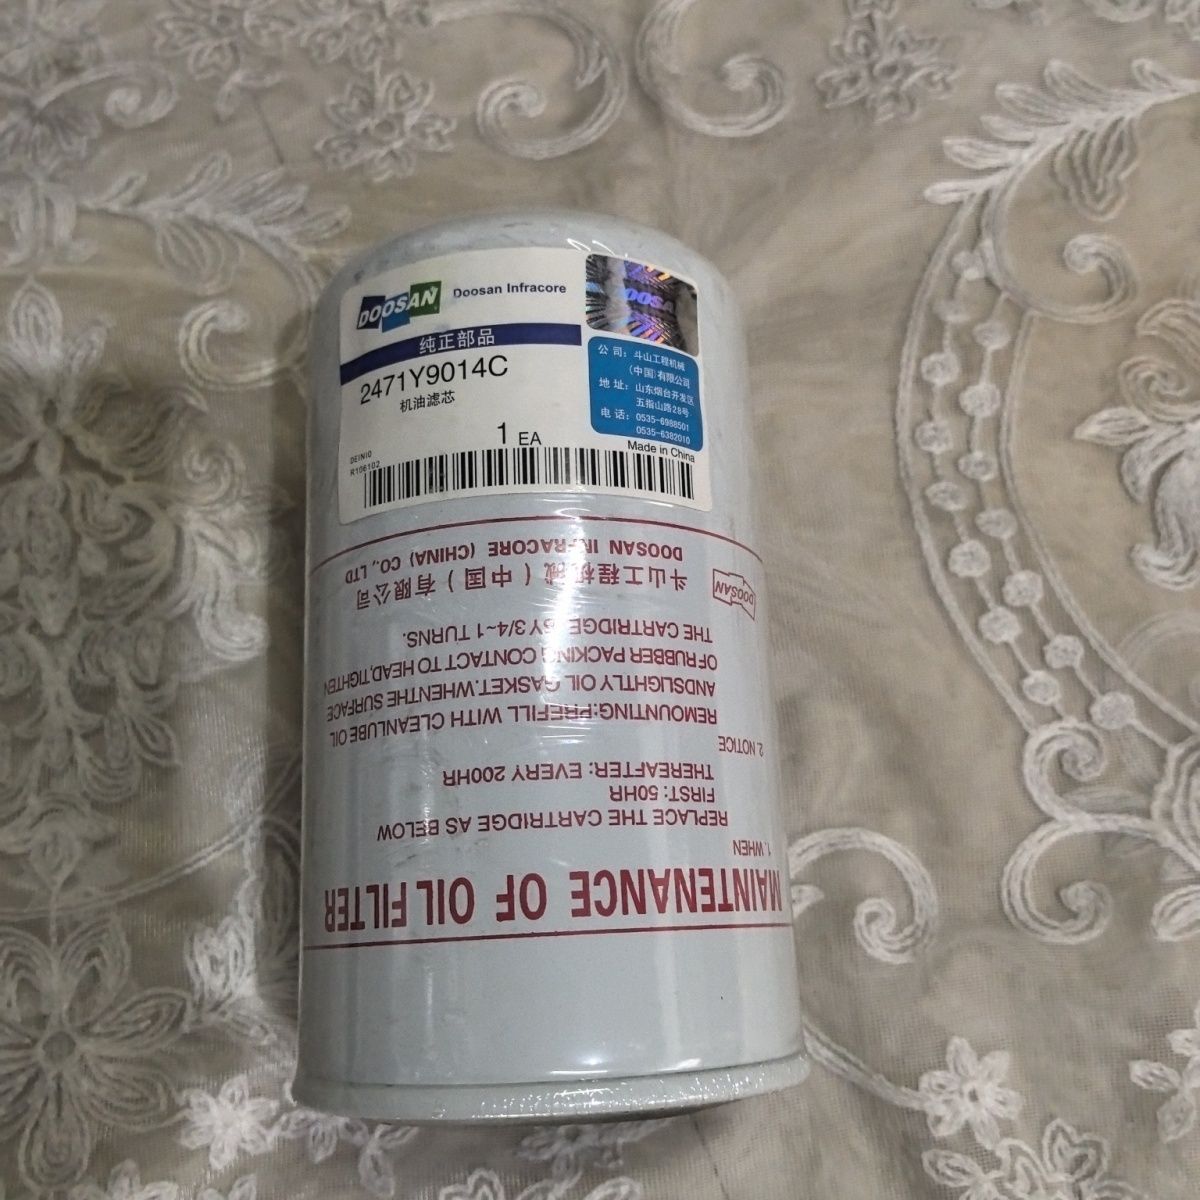 DOOSAN
Doosan Infracore
纯正部品
2471Y9014C
机油滤芯
1 EA
R106102
DOOSAN
公 司: 斗山工程机械
(中国)有限公司
地 址: 山东烟台开发区
五指山路28号
电 话: 0535-6988501
0535-6382010
Made in China
MAINTENANCE OF OIL FILTER
1. WHEN
REPLACE THE CARTRIDGE AS BELOW
FIRST: 50HR
THEREAFTER: EVERY 200HR
2. NOTICE
REMOUNTING:PREFILL WITH CLEANLUBE OIL
ANDSLIGHTLY OIL GASKET.WHENTHE SURFACE
OFRUBBER PACKING CONTACT TO HEAD,TIGHTEN
THE CARTRIDGE BY 3/4~1 TURNS.
DOOSAN
斗山工程机械(中国)有限公司
DOOSAN INFRACORE (CHINA) CO., LTD